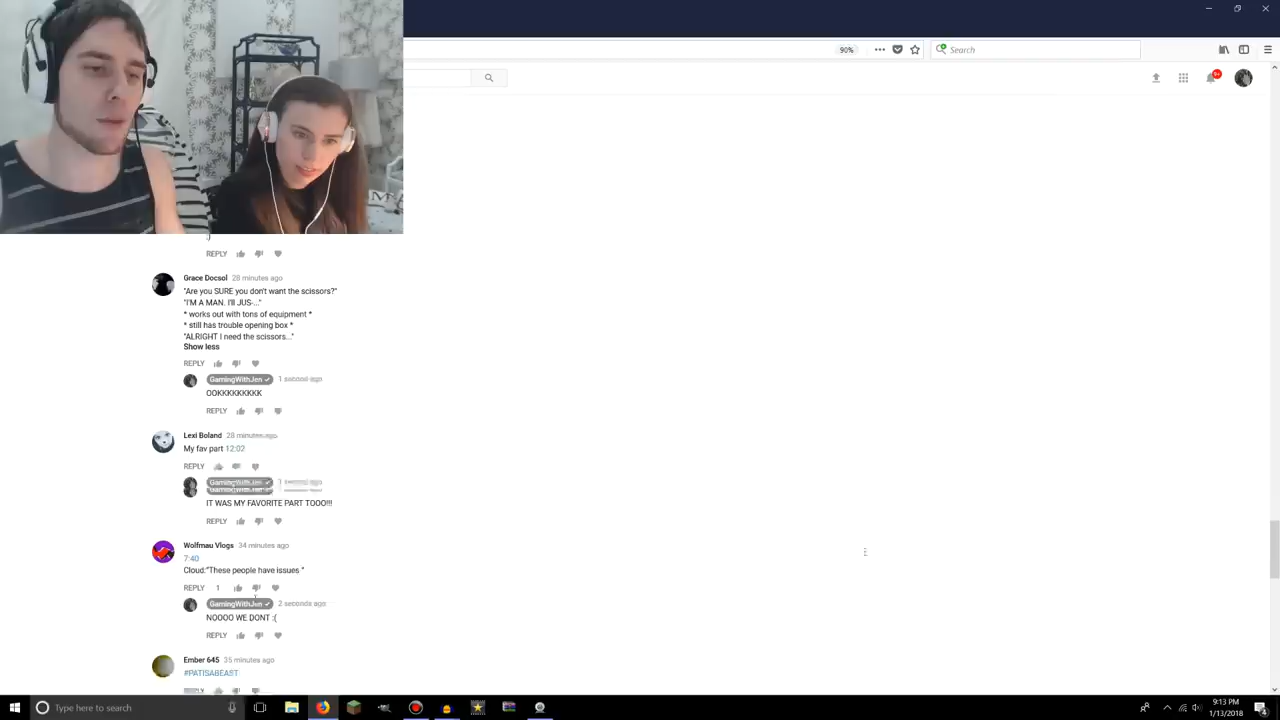 90%
Search
9+
:)
REPLY
Grace Docsol 28 minutes ago
"Are you SURE you don't want the scissors?"
"I'M A MAN. I'll JUS-..."
* works out with tons of equipment *
* still has trouble opening box *
"ALRIGHT I need the scissors..."
Show less
REPLY
GamingWithJen 1 second ago
OOKKKKKKKKK
REPLY
Lexi Boland 28 minutes ago
My fav part 12:02
REPLY
GamingWithJen
IT WAS MY FAVORITE PART TOOO!!!
REPLY
Wolfmau Vlogs 34 minutes ago
7:40
Cloud:"These people have issues "
REPLY 1
GamingWithJen 2 seconds ago
NOOOO WE DONT :(
REPLY
Ember 645 35 minutes ago
#PATISABEAST
Type here to search
9:13 PM
1/13/2018
4